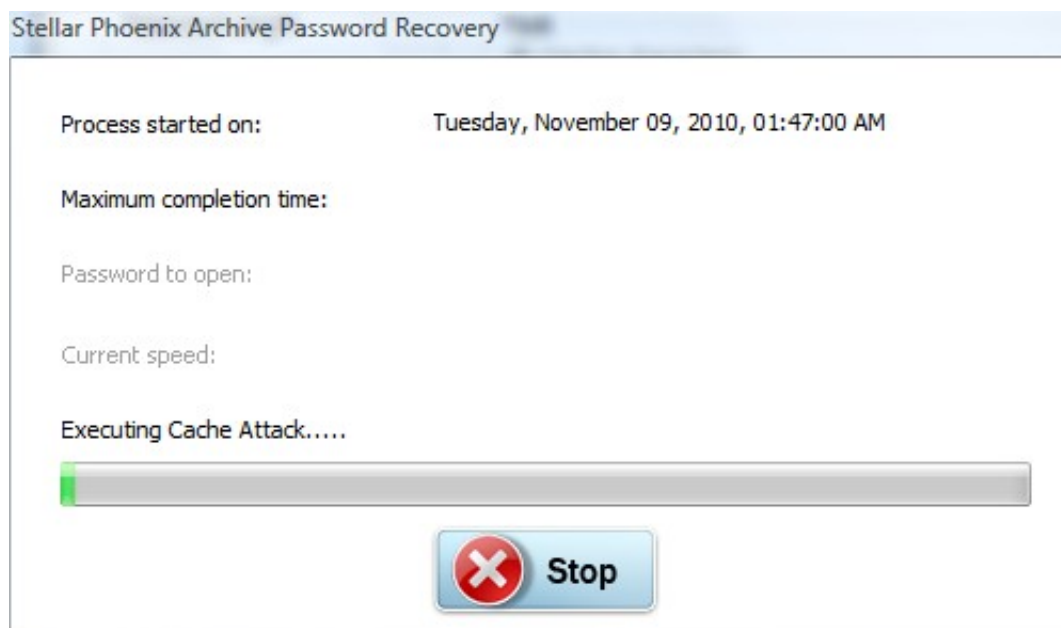 Stellar Phoenix Archive Password Recovery
Process started on: Tuesday, November 09, 2010, 01:47:00 AM
Maximum completion time:
Password to open:
Current speed:
Executing Cache Attack.....
Stop